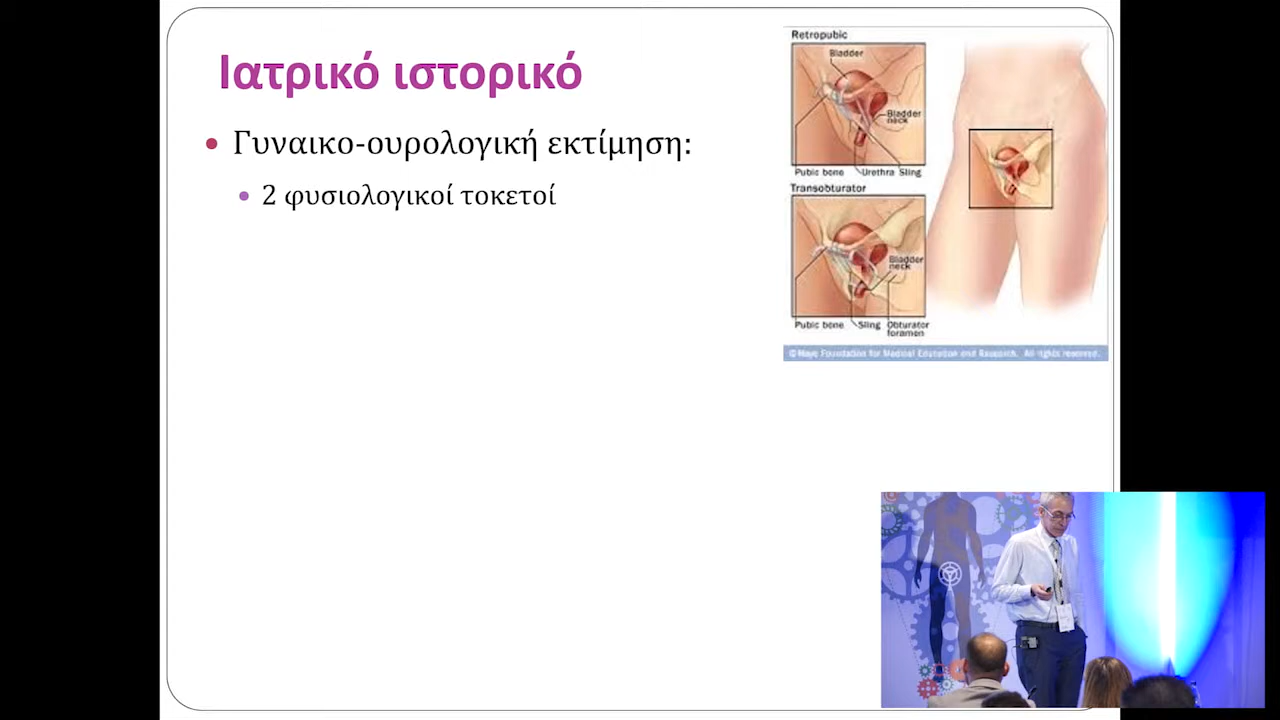 Ιατρικό ιστορικό
• Γυναικο-ουρολογική εκτίμηση:
• 2 φυσιολογικοί τοκετοί
Retropubic
Bladder
Bladder
neck
Pubic bone
Urethra
Sling
Transobturator
Bladder
neck
Pubic bone
Sling
Obturator
foramen
© Mayo Foundation for Medical Education and Research. All rights reserved.